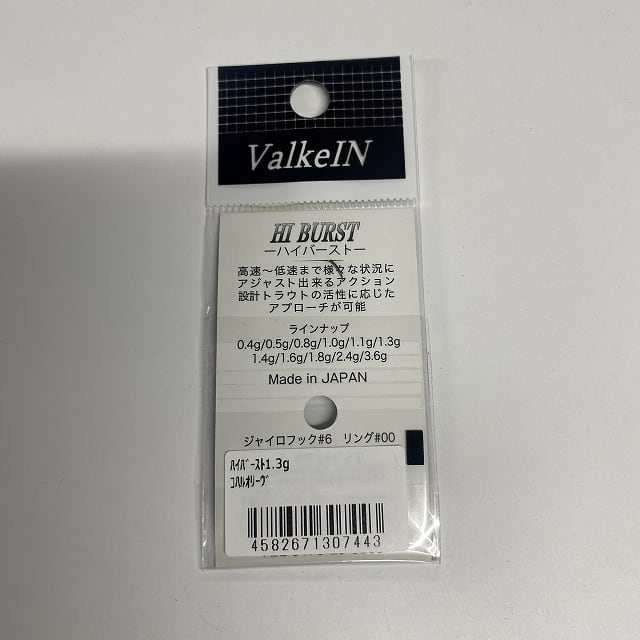 ValkeIN
HI BURST
ーハイバーストー
高速〜低速まで様々な状況に
アジャスト出来るアクション
設計トラウトの活性に応じた
アプローチが可能
ラインナップ
0.4g/0.5g/0.8g/1.0g/1.1g/1.3g
1.4g/1.6g/1.8g/2.4g/3.6g
Made in JAPAN
ジャイロフック#6 リング#00
ﾊｲﾊﾞｰｽﾄ1.3g
ｺﾊﾙｵﾘｰﾌﾞ
4582671307443